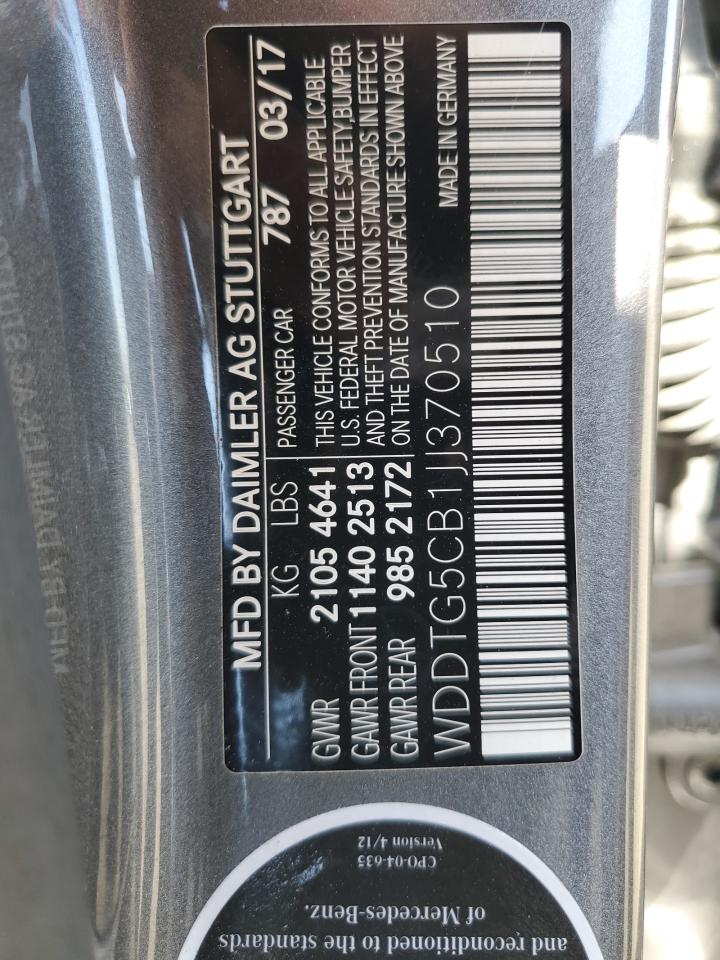 MFD BY DAIMLER AG STUTTGART
KG LBS PASSENGER CAR 787 03/17
GVWR 2105 4641 THIS VEHICLE CONFORMS TO ALL APPLICABLE
GAWR FRONT 1140 2513 U.S. FEDERAL MOTOR VEHICLE SAFETY,BUMPER
AND THEFT PREVENTION STANDARDS IN EFFECT
GAWR REAR 985 2172 ON THE DATE OF MANUFACTURE SHOWN ABOVE
WDDTG5CB1JJ370510 MADE IN GERMANY
and reconditioned to the standards
of Mercedes-Benz.
CPO-04-635
Version 4/12